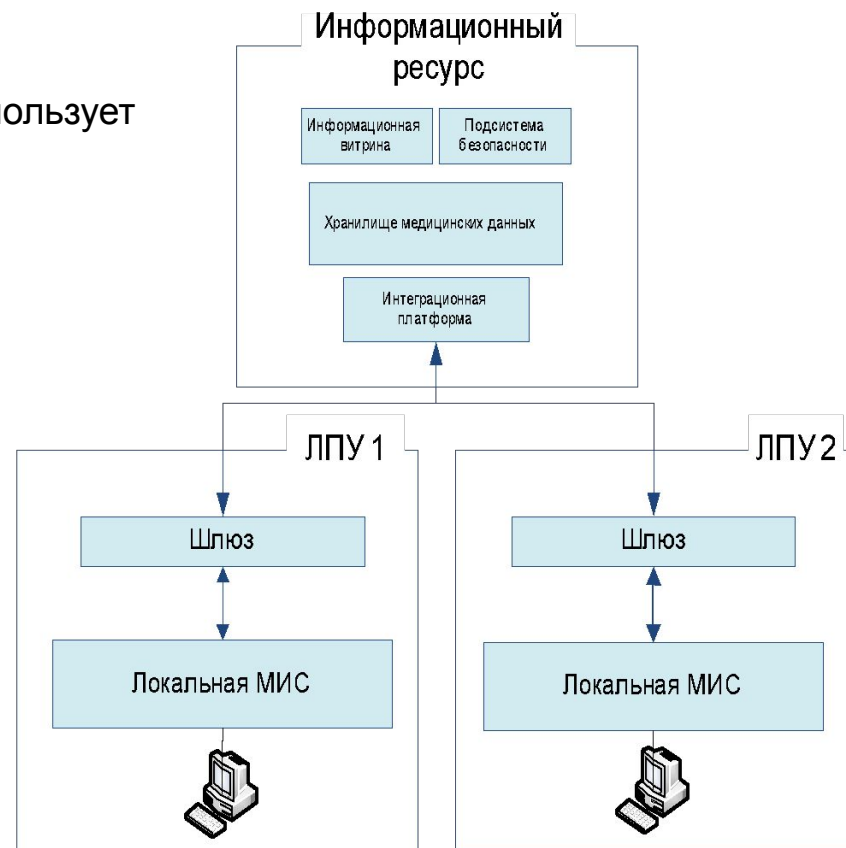 Информационный
ресурс
пользует
Информационная
витрина
Подсистема
безопасности
Хранилище медицинских данных
Интеграционная
платформа
ЛПУ 1
ЛПУ 2
Шлюз
Шлюз
Локальная МИС
Локальная МИС